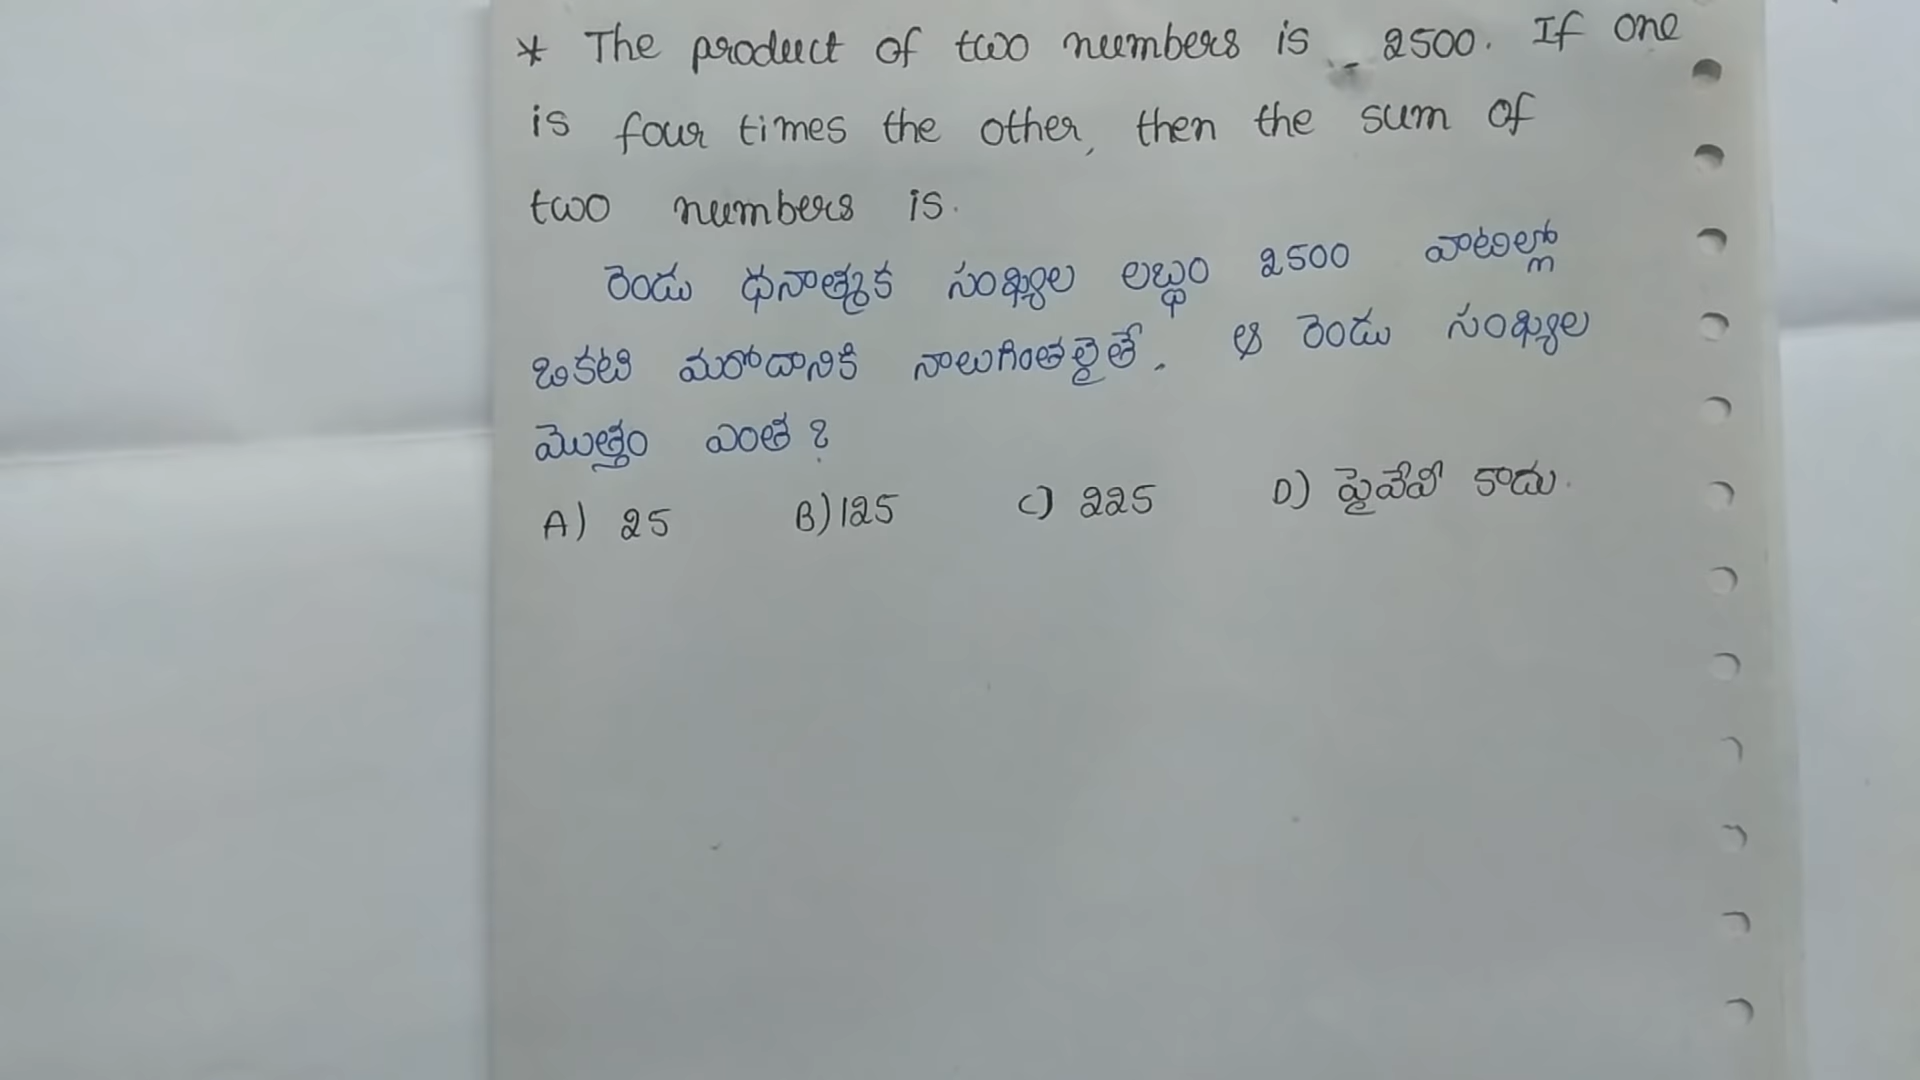 * The product of two numbers is 2500. If one
is four times the other, then the sum of
two numbers is.
రెండు ధనాత్మక సంఖ్యల లబ్ధం 2500 వాటిల్లో
ఒకటి మరోదానికి నాలుగింతలైతే. ఆ రెండు సంఖ్యల
మొత్తం ఎంత ?
A) 25 B) 125 C) 225 D) పైవేవీ కాదు.